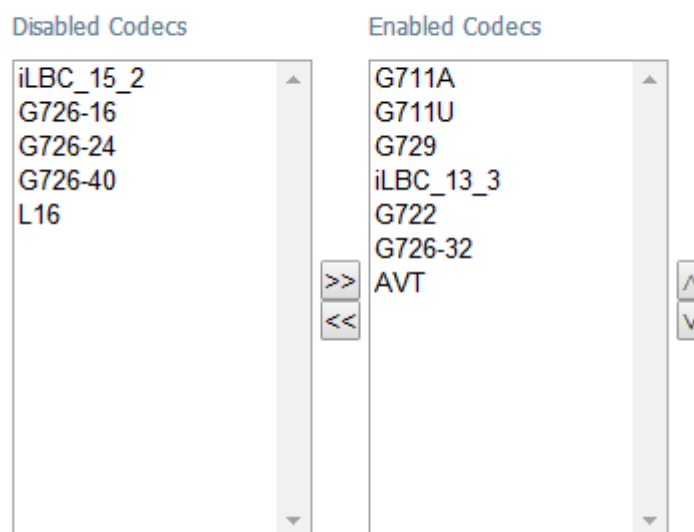 Disabled Codecs
iLBC_15_2
G726-16
G726-24
G726-40
L16
>>
<<
Enabled Codecs
G711A
G711U
G729
iLBC_13_3
G722
G726-32
AVT